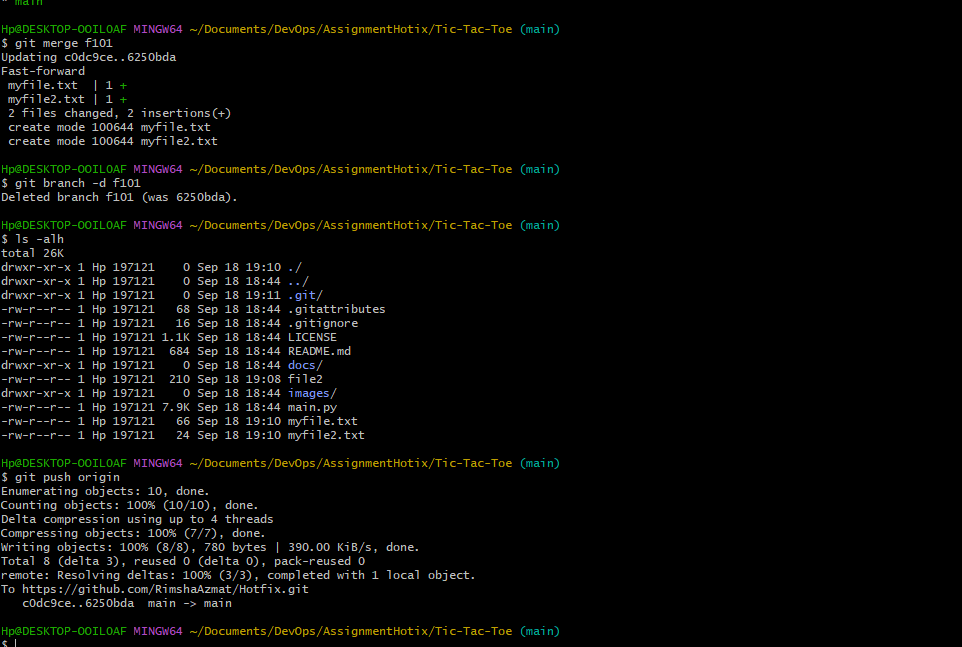 * main
Hp@DESKTOP-OOILOAF MINGW64 ~/Documents/DevOps/AssignmentHotix/Tic-Tac-Toe (main)
$ git merge f101
Updating c0dc9ce..6250bda
Fast-forward
 myfile.txt  | 1 +
 myfile2.txt | 1 +
 2 files changed, 2 insertions(+)
 create mode 100644 myfile.txt
 create mode 100644 myfile2.txt
Hp@DESKTOP-OOILOAF MINGW64 ~/Documents/DevOps/AssignmentHotix/Tic-Tac-Toe (main)
$ git branch -d f101
Deleted branch f101 (was 6250bda).
Hp@DESKTOP-OOILOAF MINGW64 ~/Documents/DevOps/AssignmentHotix/Tic-Tac-Toe (main)
$ ls -alh
total 26K
drwxr-xr-x 1 Hp 197121    0 Sep 18 19:10 ./
drwxr-xr-x 1 Hp 197121    0 Sep 18 18:44 ../
drwxr-xr-x 1 Hp 197121    0 Sep 18 19:11 .git/
-rw-r--r-- 1 Hp 197121   68 Sep 18 18:44 .gitattributes
-rw-r--r-- 1 Hp 197121   16 Sep 18 18:44 .gitignore
-rw-r--r-- 1 Hp 197121 1.1K Sep 18 18:44 LICENSE
-rw-r--r-- 1 Hp 197121  684 Sep 18 18:44 README.md
drwxr-xr-x 1 Hp 197121    0 Sep 18 18:44 docs/
-rw-r--r-- 1 Hp 197121  210 Sep 18 19:08 file2
drwxr-xr-x 1 Hp 197121    0 Sep 18 18:44 images/
-rw-r--r-- 1 Hp 197121 7.9K Sep 18 18:44 main.py
-rw-r--r-- 1 Hp 197121   66 Sep 18 19:10 myfile.txt
-rw-r--r-- 1 Hp 197121   24 Sep 18 19:10 myfile2.txt
Hp@DESKTOP-OOILOAF MINGW64 ~/Documents/DevOps/AssignmentHotix/Tic-Tac-Toe (main)
$ git push origin
Enumerating objects: 10, done.
Counting objects: 100% (10/10), done.
Delta compression using up to 4 threads
Compressing objects: 100% (7/7), done.
Writing objects: 100% (8/8), 780 bytes | 390.00 KiB/s, done.
Total 8 (delta 3), reused 0 (delta 0), pack-reused 0
remote: Resolving deltas: 100% (3/3), completed with 1 local object.
To https://github.com/RimshaAzmat/Hotfix.git
   c0dc9ce..6250bda  main -> main
Hp@DESKTOP-OOILOAF MINGW64 ~/Documents/DevOps/AssignmentHotix/Tic-Tac-Toe (main)
$